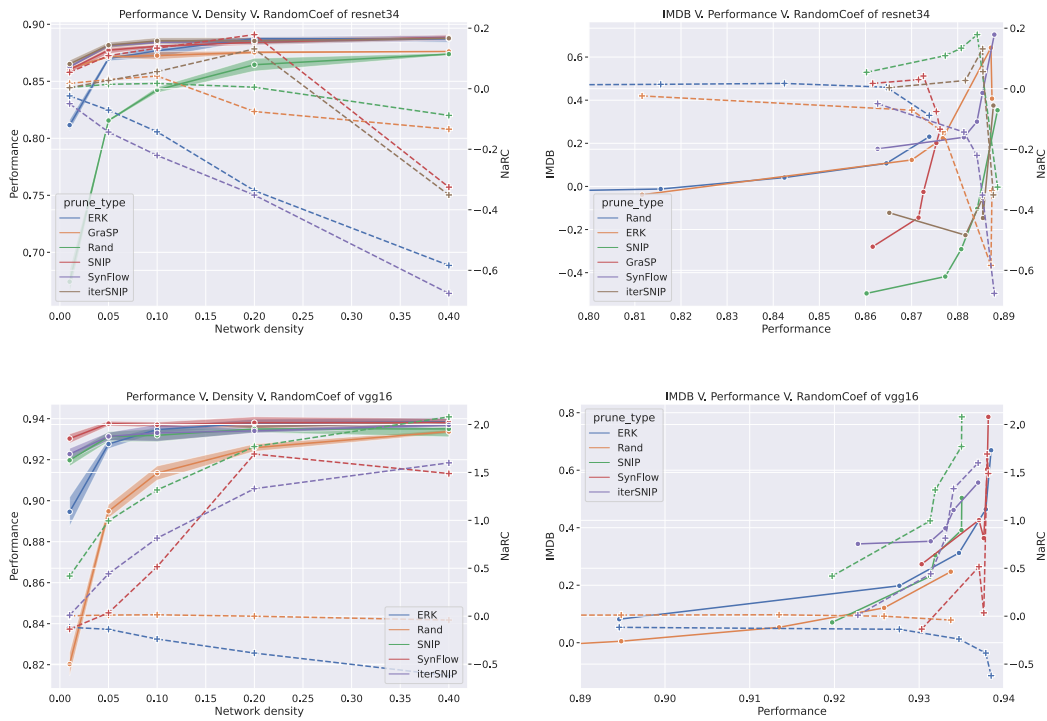 Performance V. Density V. RandomCoef of resnet34
0.90
0.85
0.80
0.75
0.70
Performance
0.2
0.0
−0.2
−0.4
−0.6
NaRC
prune_type
ERK
GraSP
Rand
SNIP
SynFlow
iterSNIP
0.00 0.05 0.10 0.15 0.20 0.25 0.30 0.35 0.40
Network density
IMDB V. Performance V. RandomCoef of resnet34
0.6
0.4
0.2
0.0
−0.2
−0.4
IMDB
0.2
0.0
−0.2
−0.4
−0.6
NaRC
prune_type
Rand
ERK
SNIP
GraSP
SynFlow
iterSNIP
0.80 0.81 0.82 0.83 0.84 0.85 0.86 0.87 0.88 0.89
Performance
Performance V. Density V. RandomCoef of vgg16
0.94
0.92
0.90
0.88
0.86
0.84
0.82
Performance
2.0
1.5
1.0
0.5
0.0
−0.5
NaRC
ERK
Rand
SNIP
SynFlow
iterSNIP
0.00 0.05 0.10 0.15 0.20 0.25 0.30 0.35 0.40
Network density
IMDB V. Performance V. RandomCoef of vgg16
0.8
0.6
0.4
0.2
0.0
IMDB
2.0
1.5
1.0
0.5
0.0
−0.5
NaRC
prune_type
ERK
Rand
SNIP
SynFlow
iterSNIP
0.89 0.90 0.91 0.92 0.93 0.94
Performance